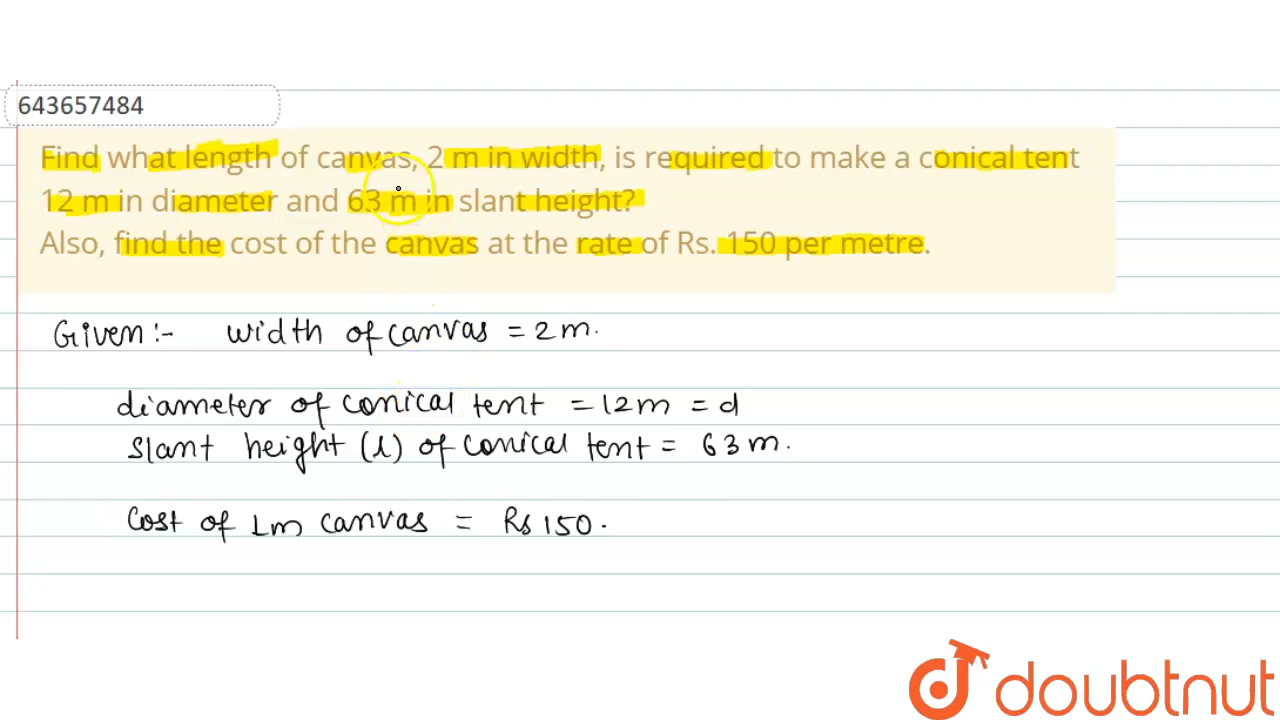 643657484
Find what length of canvas, 2 m in width, is required to make a conical tent
12 m in diameter and 63 m in slant height?
Also, find the cost of the canvas at the rate of Rs. 150 per metre.
Given :- width of canvas = 2 m.
diameter of conical tent = 12 m = d
Slant height (l) of conical tent = 63 m.
Cost of 1m canvas = Rs 150.
doubtnut